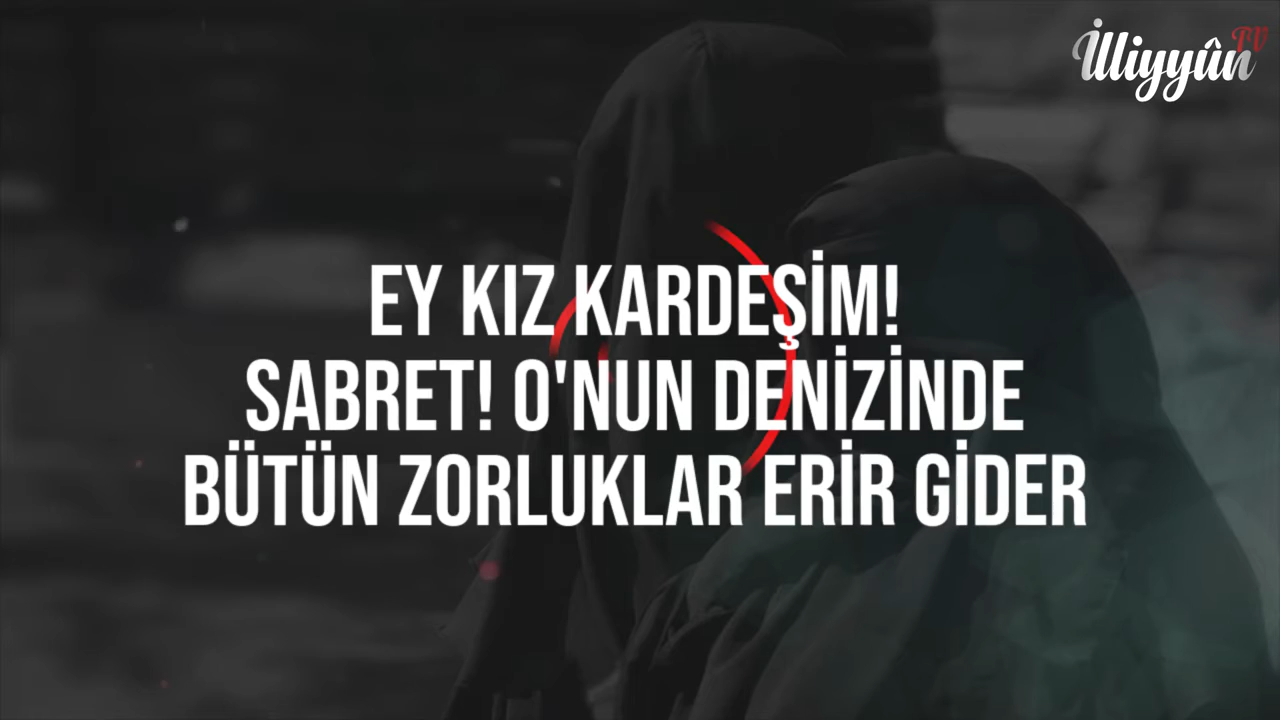 İlliyyûn TV
EY KIZ KARDEŞİM!
SABRET! O'NUN DENİZİNDE
BÜTÜN ZORLUKLAR ERİR GİDER